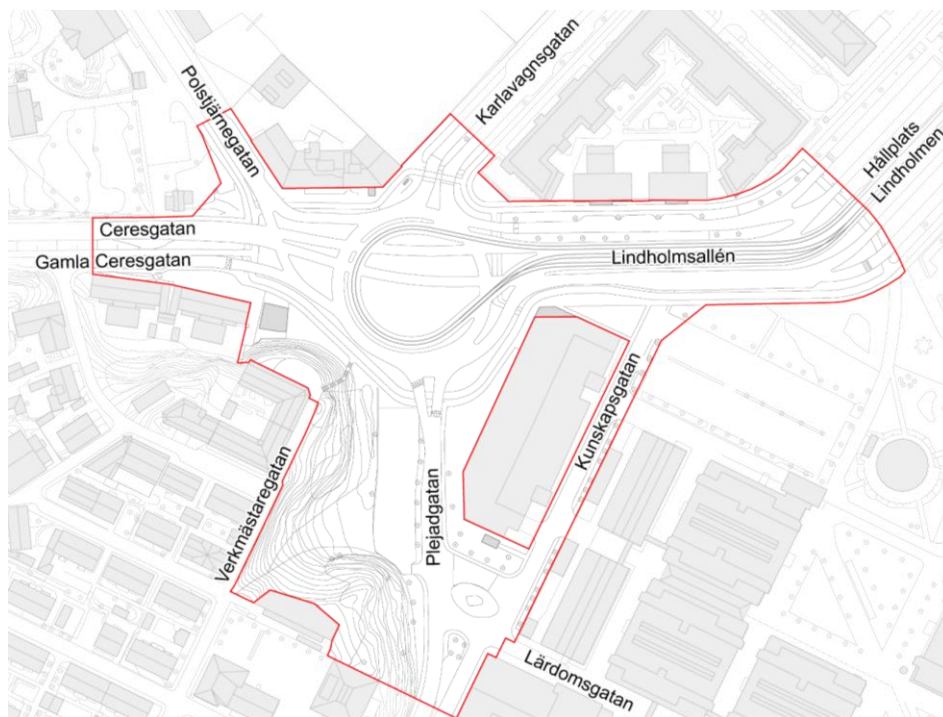 Karlavagnsgatan
Polstjärnegatan
Hållplats
Lindholmen
Ceresgatan
Gamla Ceresgatan
Lindholmsallén
Kunskapsgatan
Verkmästaregatan
Plejadgatan
Lärdomsgatan